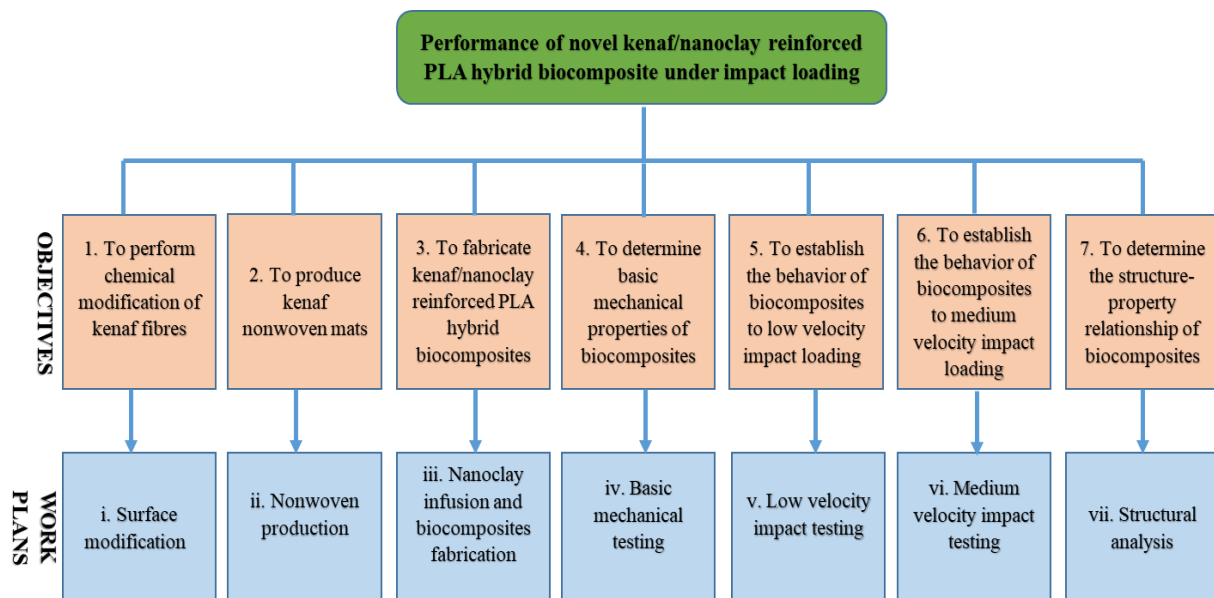 Performance of novel kenaf/nanoclay reinforced
PLA hybrid biocomposite under impact loading
OBJECTIVES
1. To perform
chemical
modification of
kenaf fibres
2. To produce
kenaf
nonwoven mats
3. To fabricate
kenaf/nanoclay
reinforced PLA
hybrid
biocomposites
4. To determine
basic
mechanical
properties of
biocomposites
5. To establish
the behavior of
biocomposites
to low velocity
impact loading
6. To establish
the behavior of
biocomposites
to medium
velocity impact
loading
7. To determine
the structure-
property
relationship of
biocomposites
WORK
PLANS
i. Surface
modification
ii. Nonwoven
production
iii. Nanoclay
infusion and
biocomposites
fabrication
iv. Basic
mechanical
testing
v. Low velocity
impact testing
vi. Medium
velocity impact
testing
vii. Structural
analysis